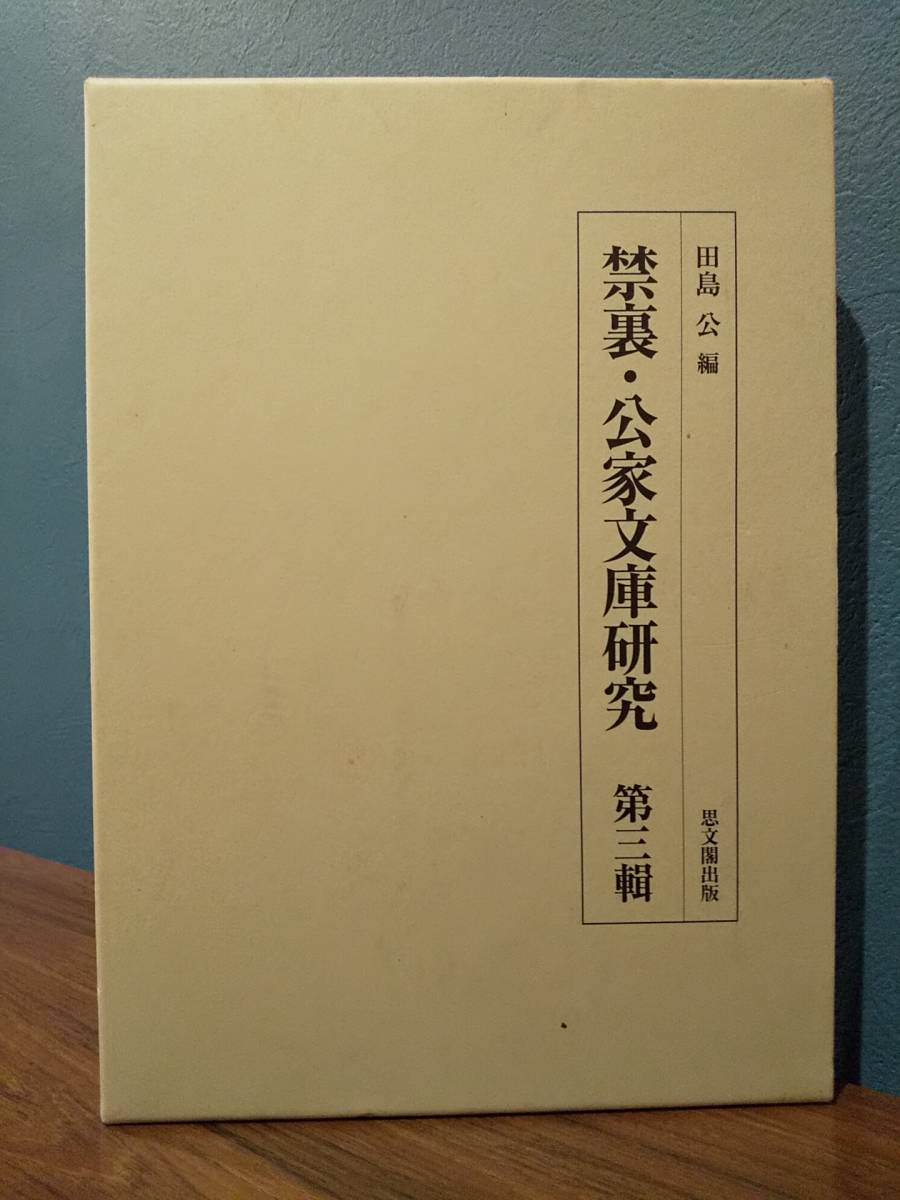 田島 公 編
思文閣出版
禁裏・公家文庫研究 第三輯